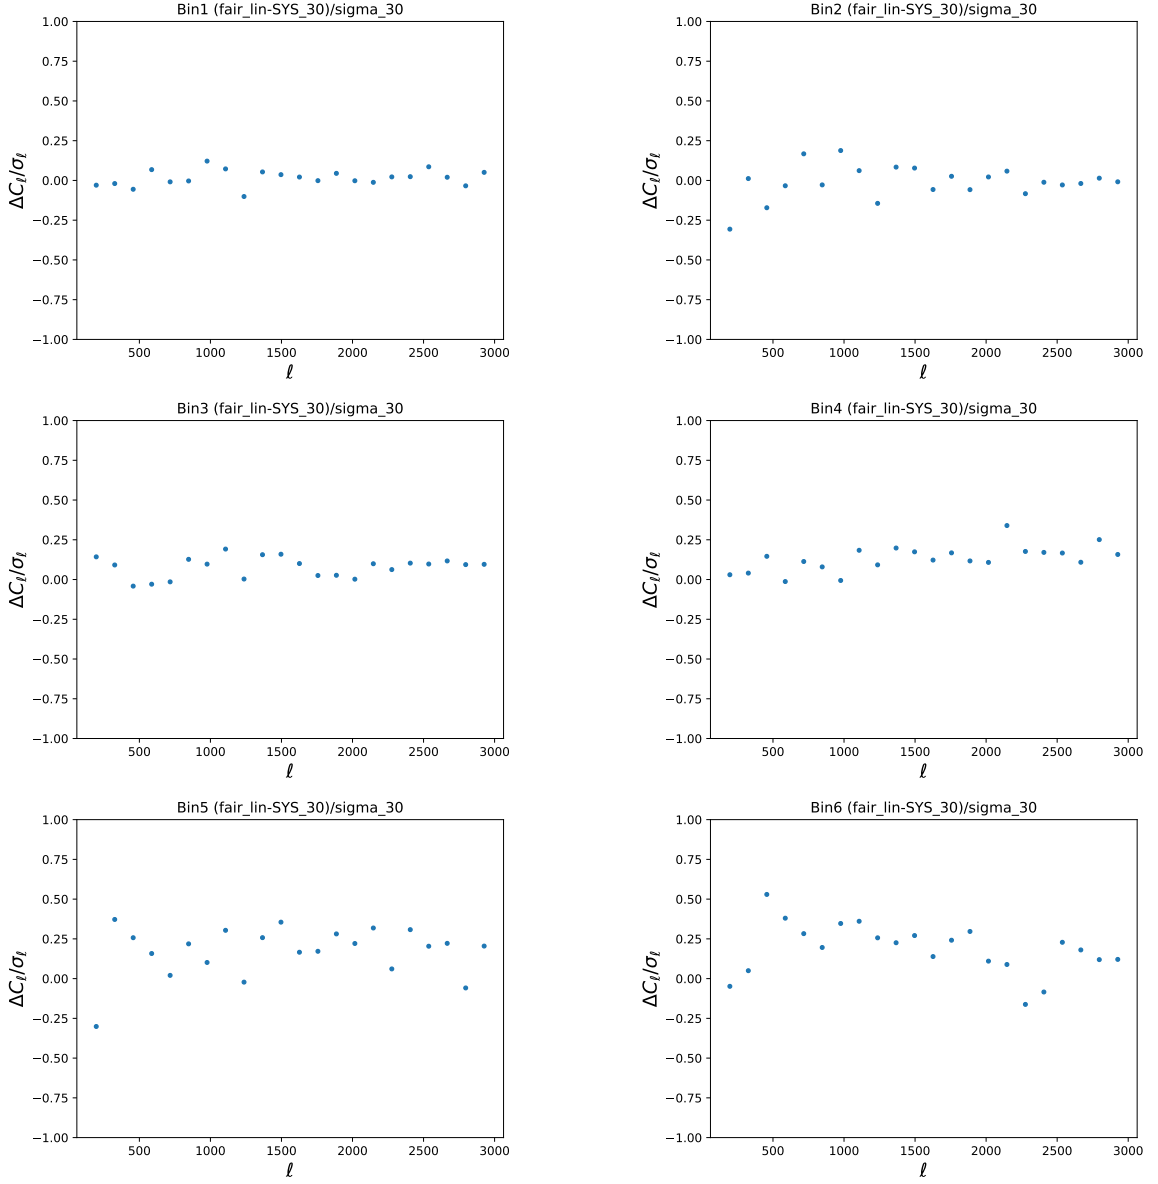 Bin1 (fair_lin-SYS_30)/sigma_30
1.00
0.75
0.50
0.25
0.00
−0.25
−0.50
−0.75
−1.00
ΔCℓ/σℓ
500 1000 1500 2000 2500 3000
ℓ
Bin2 (fair_lin-SYS_30)/sigma_30
1.00
0.75
0.50
0.25
0.00
−0.25
−0.50
−0.75
−1.00
ΔCℓ/σℓ
500 1000 1500 2000 2500 3000
ℓ
Bin3 (fair_lin-SYS_30)/sigma_30
1.00
0.75
0.50
0.25
0.00
−0.25
−0.50
−0.75
−1.00
ΔCℓ/σℓ
500 1000 1500 2000 2500 3000
ℓ
Bin4 (fair_lin-SYS_30)/sigma_30
1.00
0.75
0.50
0.25
0.00
−0.25
−0.50
−0.75
−1.00
ΔCℓ/σℓ
500 1000 1500 2000 2500 3000
ℓ
Bin5 (fair_lin-SYS_30)/sigma_30
1.00
0.75
0.50
0.25
0.00
−0.25
−0.50
−0.75
−1.00
ΔCℓ/σℓ
500 1000 1500 2000 2500 3000
ℓ
Bin6 (fair_lin-SYS_30)/sigma_30
1.00
0.75
0.50
0.25
0.00
−0.25
−0.50
−0.75
−1.00
ΔCℓ/σℓ
500 1000 1500 2000 2500 3000
ℓ